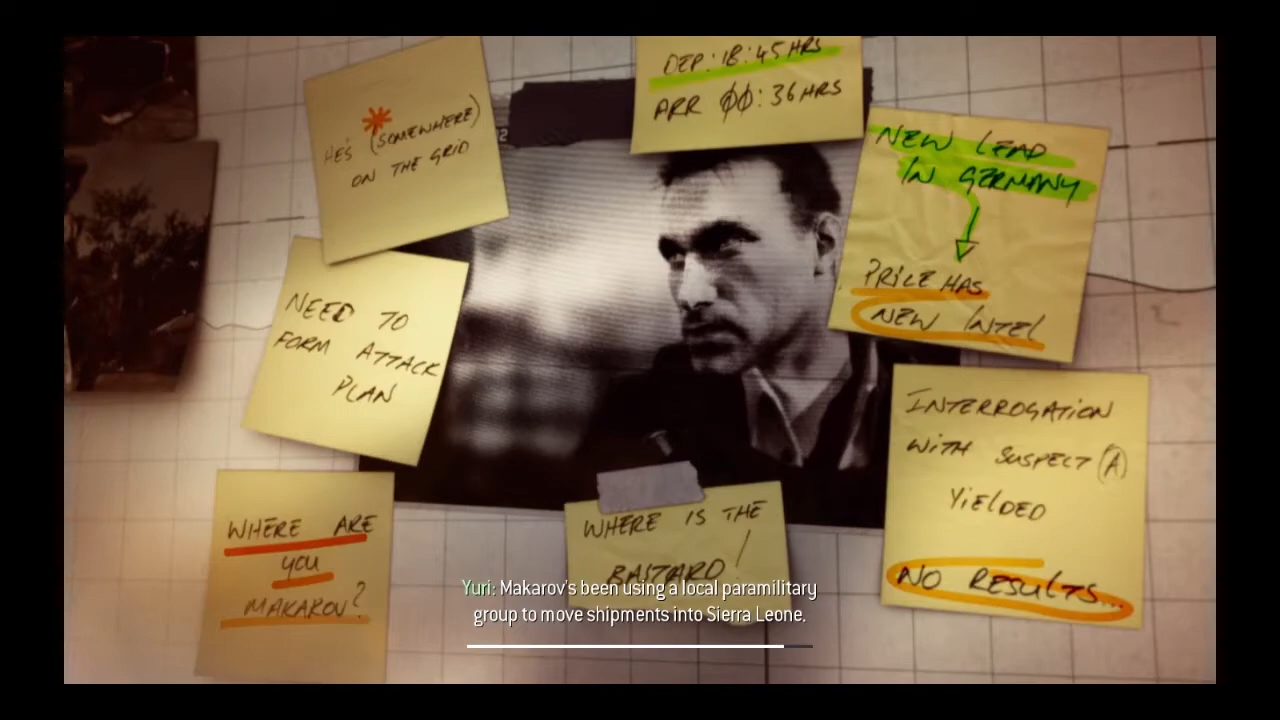 DEP: 18:45 HRS
ARR 00:36 HRS
HE'S (SOMEWHERE)
ON THE GRID
NEW LEAD
IN GERMANY
PRICE HAS
NEW INTEL
NEED TO
FORM ATTACK
PLAN
INTERROGATION
WITH SUSPECT (A)
YIELDED
NO RESULTS...
WHERE ARE
YOU
MAKAROV?
WHERE IS THE
BASTARD!
Yuri: Makarov's been using a local paramilitary
group to move shipments into Sierra Leone.